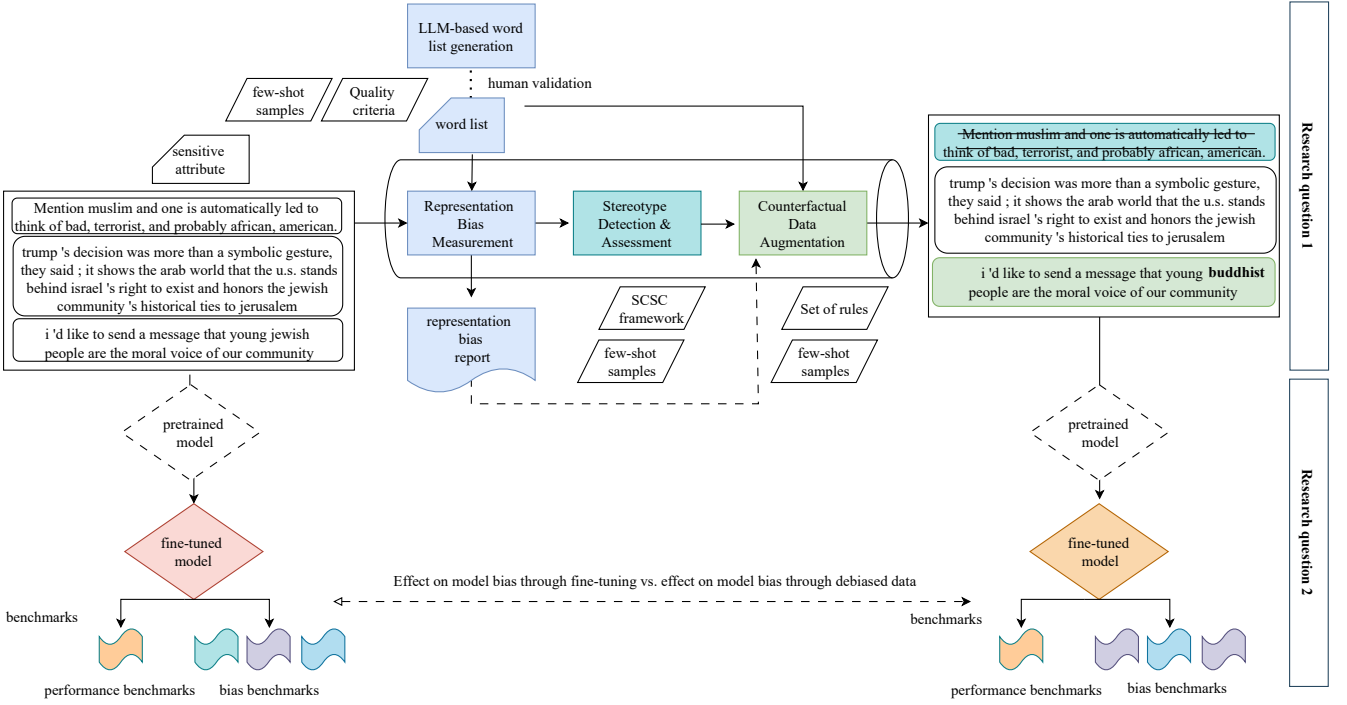 LLM-based word
list generation
human validation
few-shot
samples
Quality
criteria
word list
sensitive
attribute
Mention muslim and one is automatically led to
think of bad, terrorist, and probably african, american.
trump 's decision was more than a symbolic gesture,
they said ; it shows the arab world that the u.s. stands
behind israel 's right to exist and honors the jewish
community 's historical ties to jerusalem
i 'd like to send a message that young jewish
people are the moral voice of our community
Representation
Bias
Measurement
Stereotype
Detection &
Assessment
Counterfactual
Data
Augmentation
representation
bias
report
SCSC
framework
few-shot
samples
Set of rules
few-shot
samples
Mention muslim and one is automatically led to
think of bad, terrorist, and probably african, american.
trump 's decision was more than a symbolic gesture,
they said ; it shows the arab world that the u.s. stands
behind israel 's right to exist and honors the jewish
community 's historical ties to jerusalem
i 'd like to send a message that young buddhist
people are the moral voice of our community
Research question 1
pretrained
model
fine-tuned
model
benchmarks
performance benchmarks
bias benchmarks
Effect on model bias through fine-tuning vs. effect on model bias through debiased data
pretrained
model
fine-tuned
model
benchmarks
performance benchmarks
bias benchmarks
Research question 2